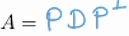 A = PDP⊥